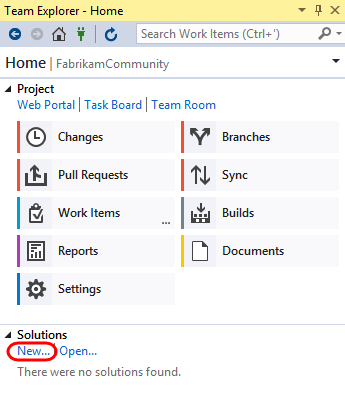 Team Explorer - Home
Search Work Items (Ctrl+')
Home | FabrikamCommunity
Project
Web Portal | Task Board | Team Room
Changes
Branches
Pull Requests
Sync
Work Items ...
Builds
Reports
Documents
Settings
Solutions
New... Open...
There were no solutions found.